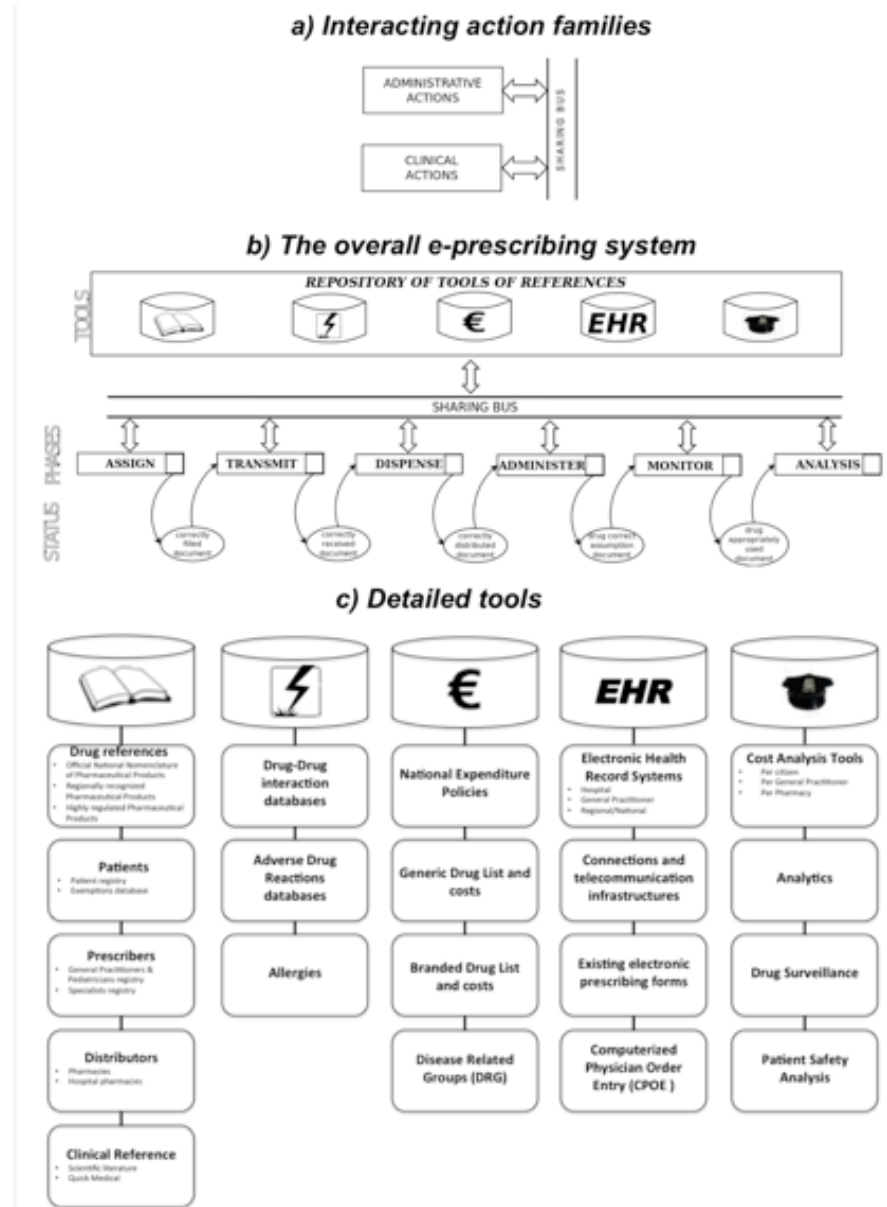 a) Interacting action families
ADMINISTRATIVE
ACTIONS
CLINICAL
ACTIONS
SHARING BUS
b) The overall e-prescribing system
TOOLS
REPOSITORY OF TOOLS OF REFERENCES
€
EHR
SHARING BUS
PHASES
ASSIGN
TRANSMIT
DISPENSE
ADMINISTER
MONITOR
ANALYSIS
STATUS
correctly
filled
document
correctly
received
document
correctly
distributed
document
drug correct
assumption
document
drug
appropriately
used
document
c) Detailed tools
€
EHR
Drug references
• Official National Nomenclature
of Pharmaceutical Products
• Regionally recognized
Pharmaceutical Products
• Highly regulated Pharmaceutical
Products
Patients
• Patient registry
• Exemptions database
Prescribers
• General Practitioners &
Pediatricians registry
• Specialists registry
Distributors
• Pharmacies
• Hospital pharmacies
Clinical Reference
• Scientific literature
• Quick Medical
Drug-Drug
interaction
databases
Adverse Drug
Reactions
databases
Allergies
National Expenditure
Policies
Generic Drug List and
costs
Branded Drug List
and costs
Disease Related
Groups (DRG)
Electronic Health
Record Systems
• Hospital
• General Practitioner
• Regional/National
Connections and
telecommunication
infrastructures
Existing electronic
prescribing forms
Computerized
Physician Order
Entry (CPOE )
Cost Analysis Tools
• Per citizen
• Per General Practitioner
• Per Pharmacy
Analytics
Drug Surveillance
Patient Safety
Analysis